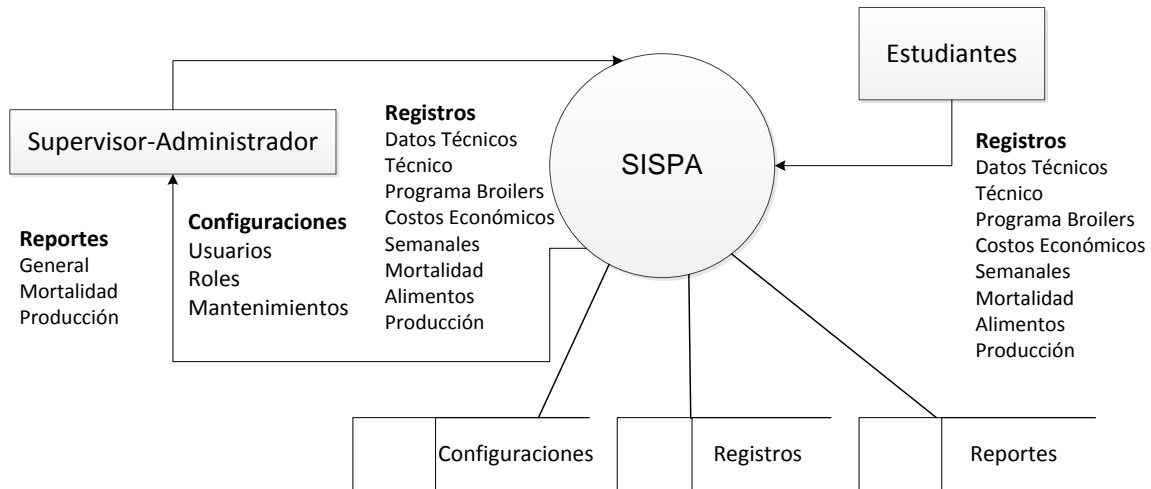 Estudiantes
Supervisor-Administrador
SISPA
Registros
Datos Técnicos
Técnico
Programa Broilers
Costos Económicos
Semanales
Mortalidad
Alimentos
Producción
Registros
Datos Técnicos
Técnico
Programa Broilers
Costos Económicos
Semanales
Mortalidad
Alimentos
Producción
Configuraciones
Usuarios
Roles
Mantenimientos
Reportes
General
Mortalidad
Producción
Configuraciones
Registros
Reportes